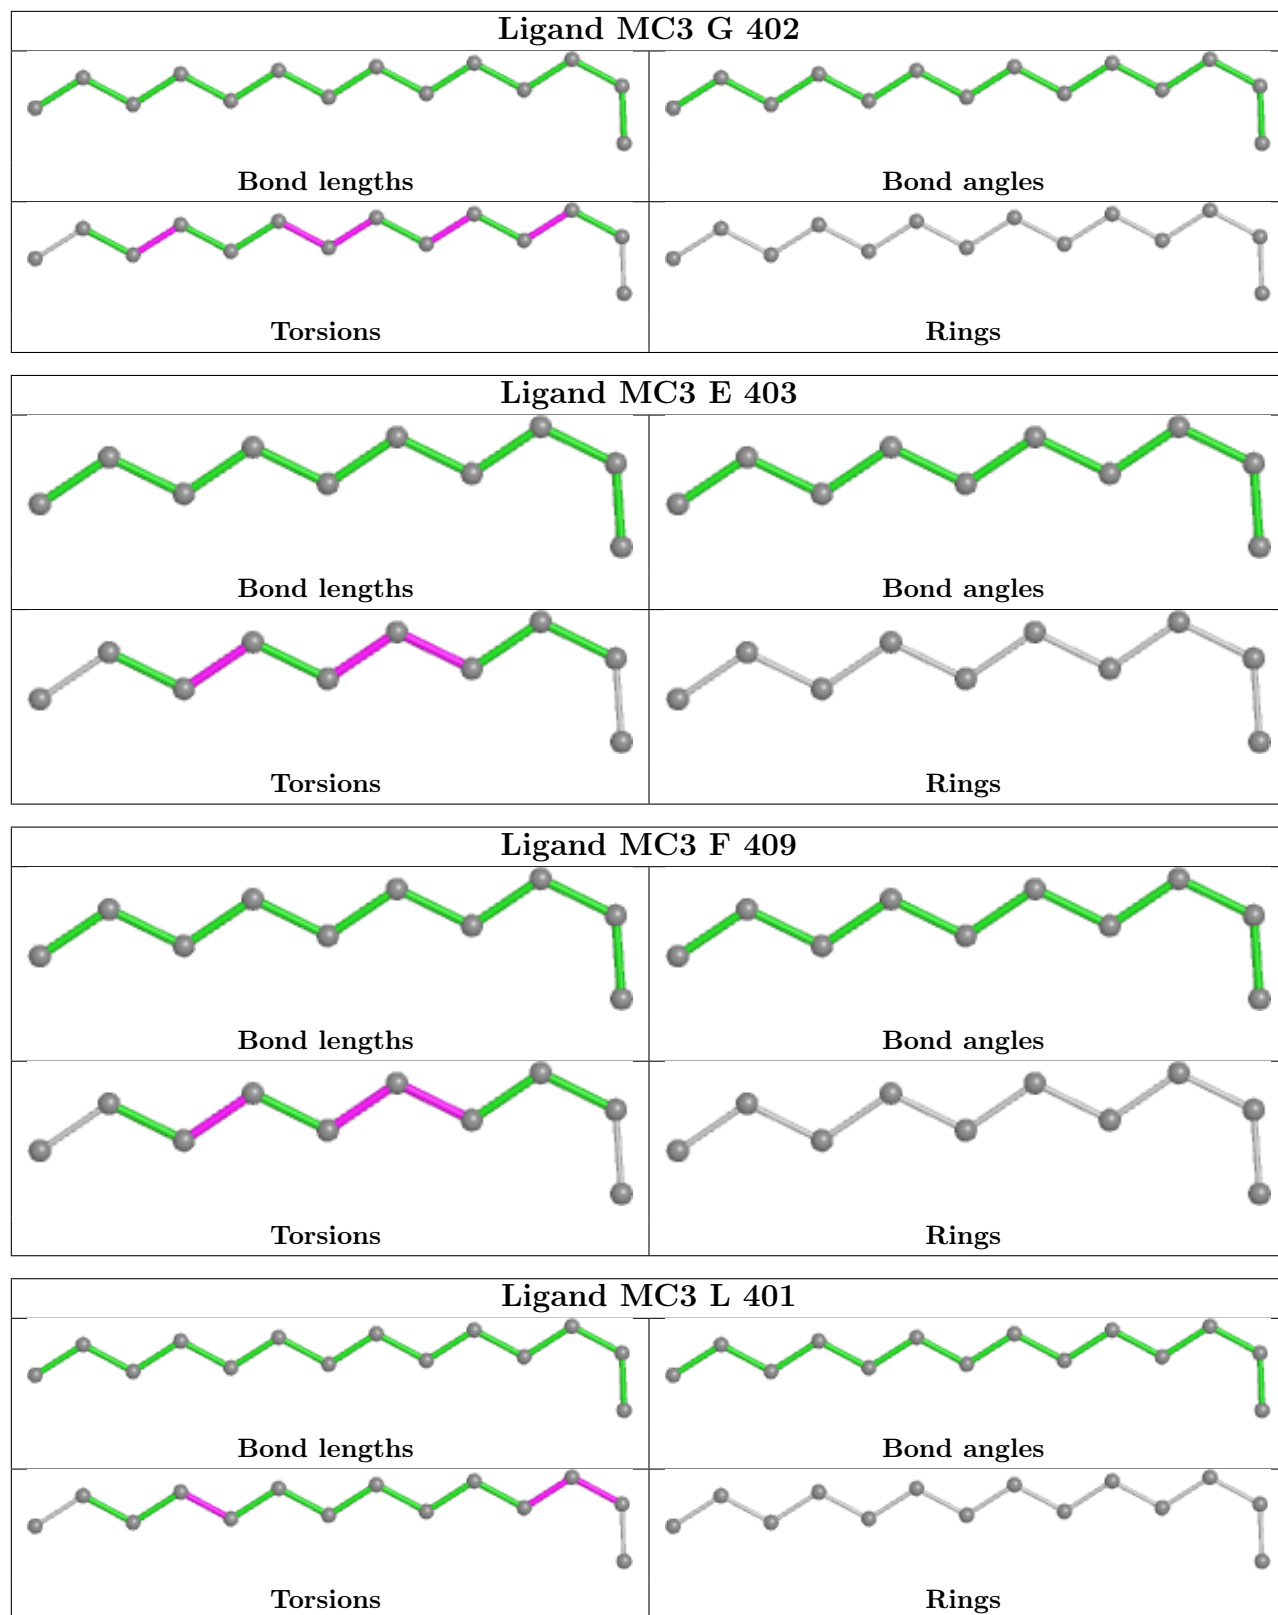 Ligand MC3 G 402
Bond lengths Bond angles
Torsions Rings
Ligand MC3 E 403
Bond lengths Bond angles
Torsions Rings
Ligand MC3 F 409
Bond lengths Bond angles
Torsions Rings
Ligand MC3 L 401
Bond lengths Bond angles
Torsions Rings